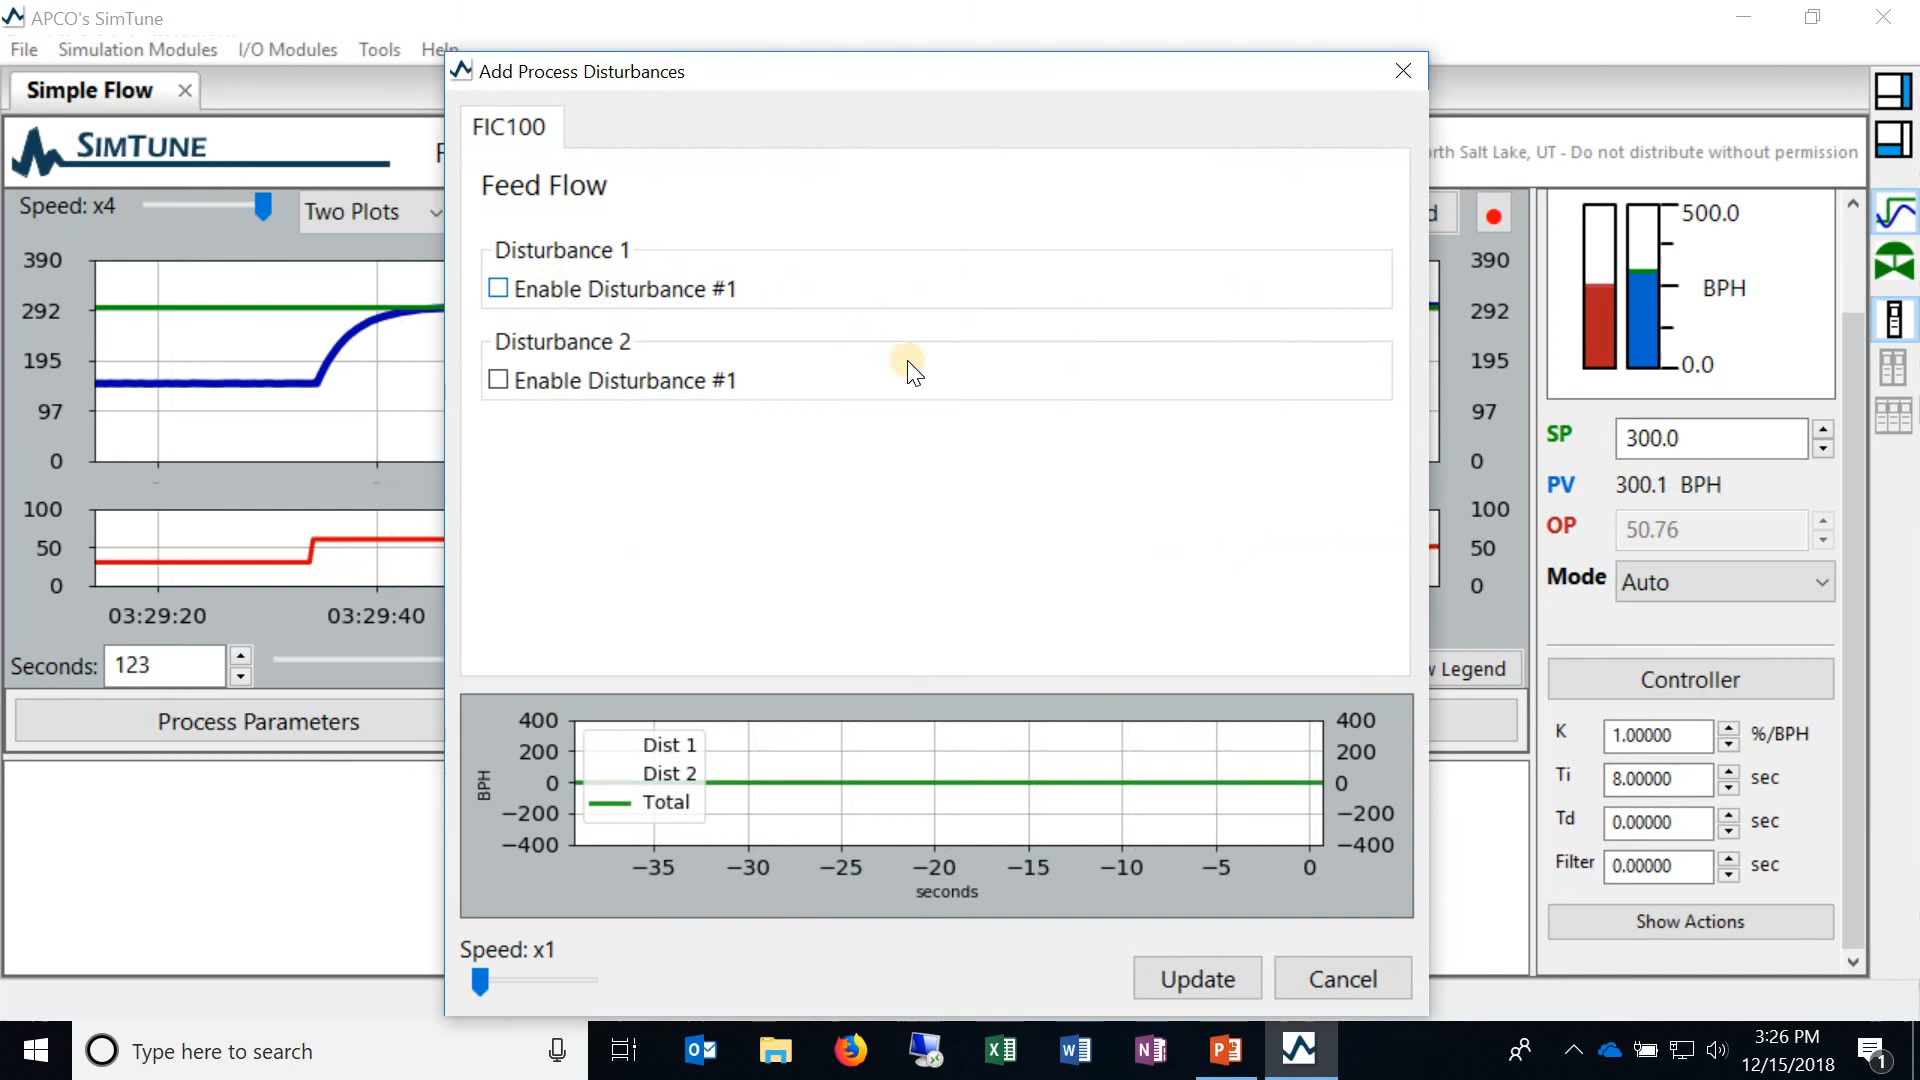 APCO's SimTune
File Simulation Modules I/O Modules Tools Help
Simple Flow
SIMTUNE
rth Salt Lake, UT - Do not distribute without permission
Speed: x4
Two Plots
390
292
195
97
0
100
50
0
03:29:20 03:29:40
Seconds: 123
Process Parameters
Add Process Disturbances
FIC100
Feed Flow
Disturbance 1
Enable Disturbance #1
Disturbance 2
Enable Disturbance #1
400
200
0
−200
−400
BPH
Dist 1
Dist 2
Total
400
200
0
−200
−400
−35 −30 −25 −20 −15 −10 −5 0
seconds
Speed: x1
Update Cancel
d
390
292
195
97
0
100
50
0
w Legend
500.0
BPH
0.0
SP 300.0
PV 300.1 BPH
OP 50.76
Mode Auto
Controller
K 1.00000 %/BPH
Ti 8.00000 sec
Td 0.00000 sec
Filter 0.00000 sec
Show Actions
Type here to search
3:26 PM
12/15/2018
1